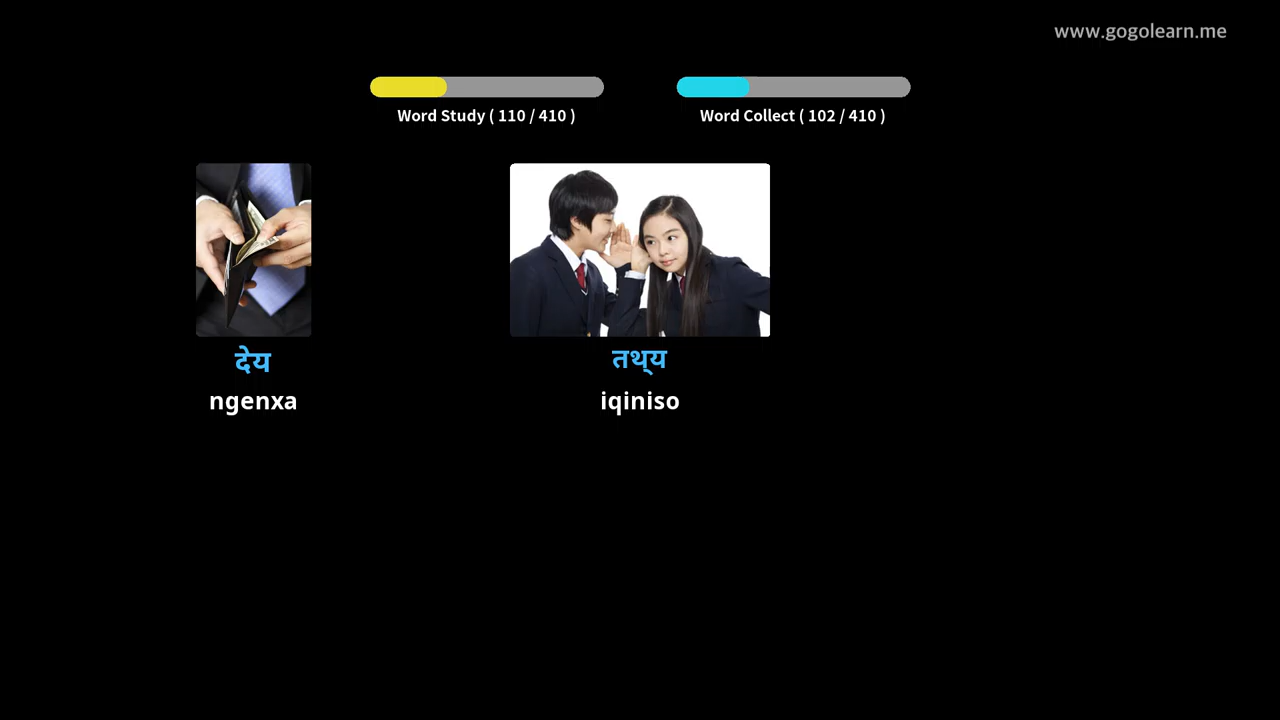 www.gogolearn.me
Word Study ( 110 / 410 )
Word Collect ( 102 / 410 )
देय
तथ्य
ngenxa
iqiniso